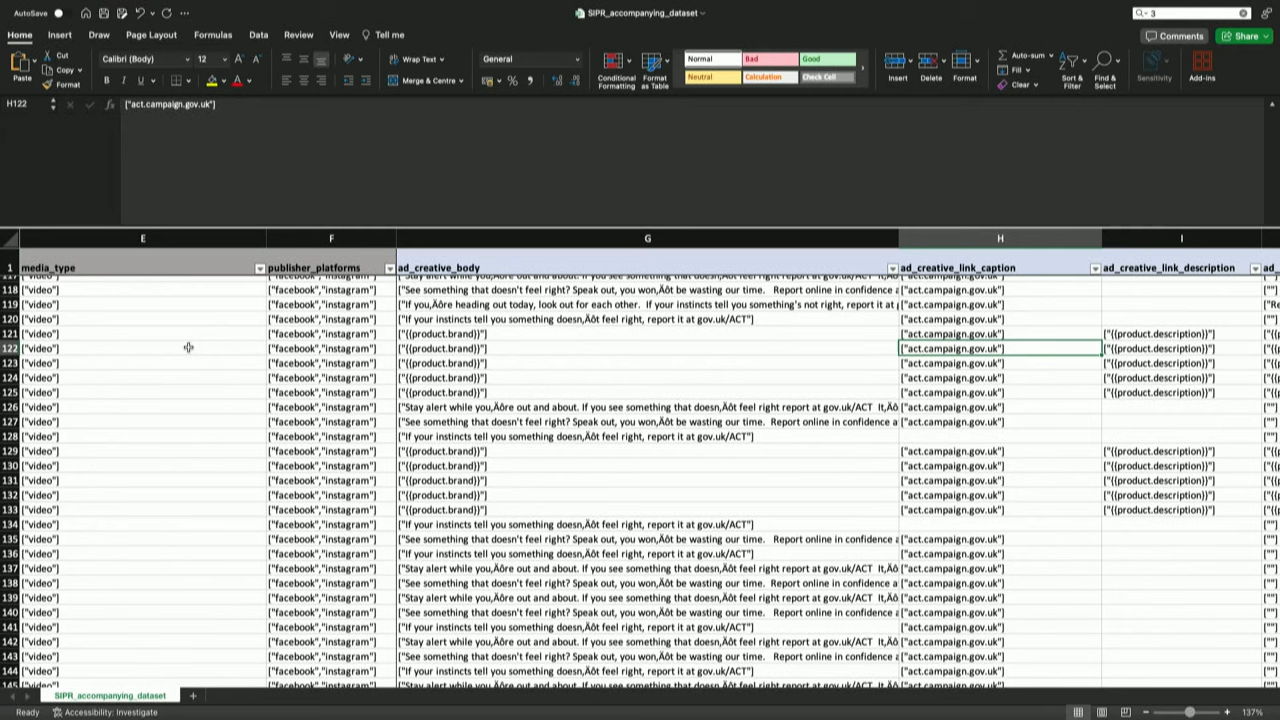 AutoSave
SIPR_accompanying_dataset
3
Home Insert Draw Page Layout Formulas Data Review View Tell me
Comments Share
Paste
Cut
Copy
Format
Calibri (Body) 12
B I U
Wrap Text
Merge & Centre
General
Conditional Formatting
Format as Table
Normal Bad Good
Neutral Calculation Check Cell
Insert Delete Format
Auto-sum
Fill
Clear
Sort & Filter
Find & Select
Sensitivity
Add-ins
H122 fx ["act.campaign.gov.uk"]
E F G H I
1 media_type publisher_platforms ad_creative_body ad_creative_link_caption ad_creative_link_description ad_
118 ["video"] ["facebook","instagram"] ["See something that doesn't feel right? Speak out, you won‚Äôt be wasting our time. Report online in confidence a ["act.campaign.gov.uk"] [""]
119 ["video"] ["facebook","instagram"] ["If you‚Äôre heading out today, look out for each other. If your instincts tell you something's not right, report it at ["act.campaign.gov.uk"] ["Re
120 ["video"] ["facebook","instagram"] ["If your instincts tell you something doesn‚Äôt feel right, report it at gov.uk/ACT"] ["act.campaign.gov.uk"] [""]
121 ["video"] ["facebook","instagram"] ["{{product.brand}}"] ["act.campaign.gov.uk"] ["{{product.description}}"] ["{{p
122 ["video"] ["facebook","instagram"] ["{{product.brand}}"] ["act.campaign.gov.uk"] ["{{product.description}}"] ["{{p
123 ["video"] ["facebook","instagram"] ["{{product.brand}}"] ["act.campaign.gov.uk"] ["{{product.description}}"] ["{{p
124 ["video"] ["facebook","instagram"] ["{{product.brand}}"] ["act.campaign.gov.uk"] ["{{product.description}}"] ["{{p
125 ["video"] ["facebook","instagram"] ["{{product.brand}}"] ["act.campaign.gov.uk"] ["{{product.description}}"] ["{{p
126 ["video"] ["facebook","instagram"] ["Stay alert while you‚Äôre out and about. If you see something that doesn‚Äôt feel right report at gov.uk/ACT It‚Äô ["act.campaign.gov.uk"] [""]
127 ["video"] ["facebook","instagram"] ["See something that doesn't feel right? Speak out, you won‚Äôt be wasting our time. Report online in confidence a ["act.campaign.gov.uk"] [""]
128 ["video"] ["facebook","instagram"] ["If your instincts tell you something doesn‚Äôt feel right, report it at gov.uk/ACT"] [""]
129 ["video"] ["facebook","instagram"] ["{{product.brand}}"] ["act.campaign.gov.uk"] ["{{product.description}}"] ["{{p
130 ["video"] ["facebook","instagram"] ["{{product.brand}}"] ["act.campaign.gov.uk"] ["{{product.description}}"] ["{{p
131 ["video"] ["facebook","instagram"] ["{{product.brand}}"] ["act.campaign.gov.uk"] ["{{product.description}}"] ["{{p
132 ["video"] ["facebook","instagram"] ["{{product.brand}}"] ["act.campaign.gov.uk"] ["{{product.description}}"] ["{{p
133 ["video"] ["facebook","instagram"] ["{{product.brand}}"] ["act.campaign.gov.uk"] ["{{product.description}}"] ["{{p
134 ["video"] ["facebook","instagram"] ["If your instincts tell you something doesn‚Äôt feel right, report it at gov.uk/ACT"] [""]
135 ["video"] ["facebook","instagram"] ["See something that doesn't feel right? Speak out, you won‚Äôt be wasting our time. Report online in confidence a ["act.campaign.gov.uk"] [""]
136 ["video"] ["facebook","instagram"] ["If your instincts tell you something doesn‚Äôt feel right, report it at gov.uk/ACT"] ["act.campaign.gov.uk"] [""]
137 ["video"] ["facebook","instagram"] ["Stay alert while you‚Äôre out and about. If you see something that doesn‚Äôt feel right report at gov.uk/ACT It‚Äô ["act.campaign.gov.uk"] [""]
138 ["video"] ["facebook","instagram"] ["See something that doesn't feel right? Speak out, you won‚Äôt be wasting our time. Report online in confidence a ["act.campaign.gov.uk"] [""]
139 ["video"] ["facebook","instagram"] ["Stay alert while you‚Äôre out and about. If you see something that doesn‚Äôt feel right report at gov.uk/ACT It‚Äô ["act.campaign.gov.uk"] [""]
140 ["video"] ["facebook","instagram"] ["See something that doesn't feel right? Speak out, you won‚Äôt be wasting our time. Report online in confidence a ["act.campaign.gov.uk"] [""]
141 ["video"] ["facebook","instagram"] ["If your instincts tell you something doesn‚Äôt feel right, report it at gov.uk/ACT"] ["act.campaign.gov.uk"] [""]
142 ["video"] ["facebook","instagram"] ["Stay alert while you‚Äôre out and about. If you see something that doesn‚Äôt feel right report at gov.uk/ACT It‚Äô ["act.campaign.gov.uk"] [""]
143 ["video"] ["facebook","instagram"] ["See something that doesn't feel right? Speak out, you won‚Äôt be wasting our time. Report online in confidence a ["act.campaign.gov.uk"] [""]
144 ["video"] ["facebook","instagram"] ["If your instincts tell you something doesn‚Äôt feel right, report it at gov.uk/ACT"] ["act.campaign.gov.uk"] [""]
SIPR_accompanying_dataset
Ready Accessibility: Investigate 137%